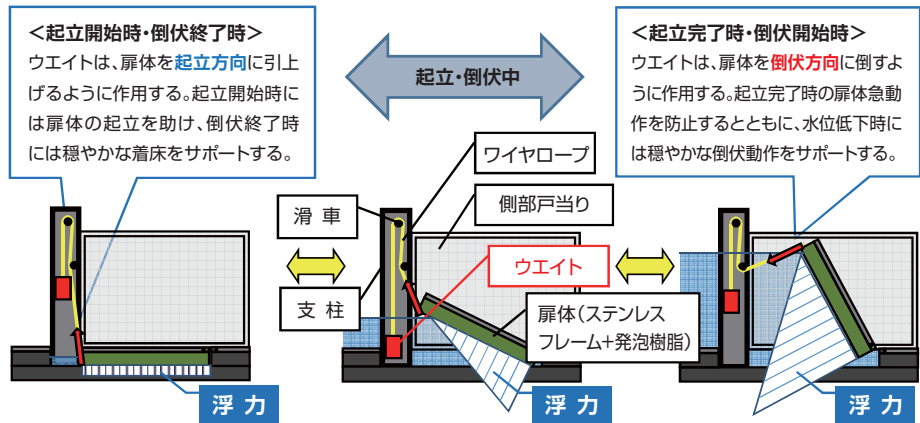 ＜起立開始時・倒伏終了時＞
ウエイトは、扉体を起立方向に引上
げるように作用する。起立開始時に
は扉体の起立を助け、倒伏終了時
には穏やかな着床をサポートする。
起立・倒伏中
＜起立完了時・倒伏開始時＞
ウエイトは、扉体を倒伏方向に倒すよ
うに作用する。起立完了時の扉体急動
作を防止するとともに、水位低下時に
は穏やかな倒伏動作をサポートする。
ワイヤロープ
滑車
側部戸当り
ウエイト
支柱
扉体（ステンレス
フレーム+発泡樹脂）
浮力
浮力
浮力